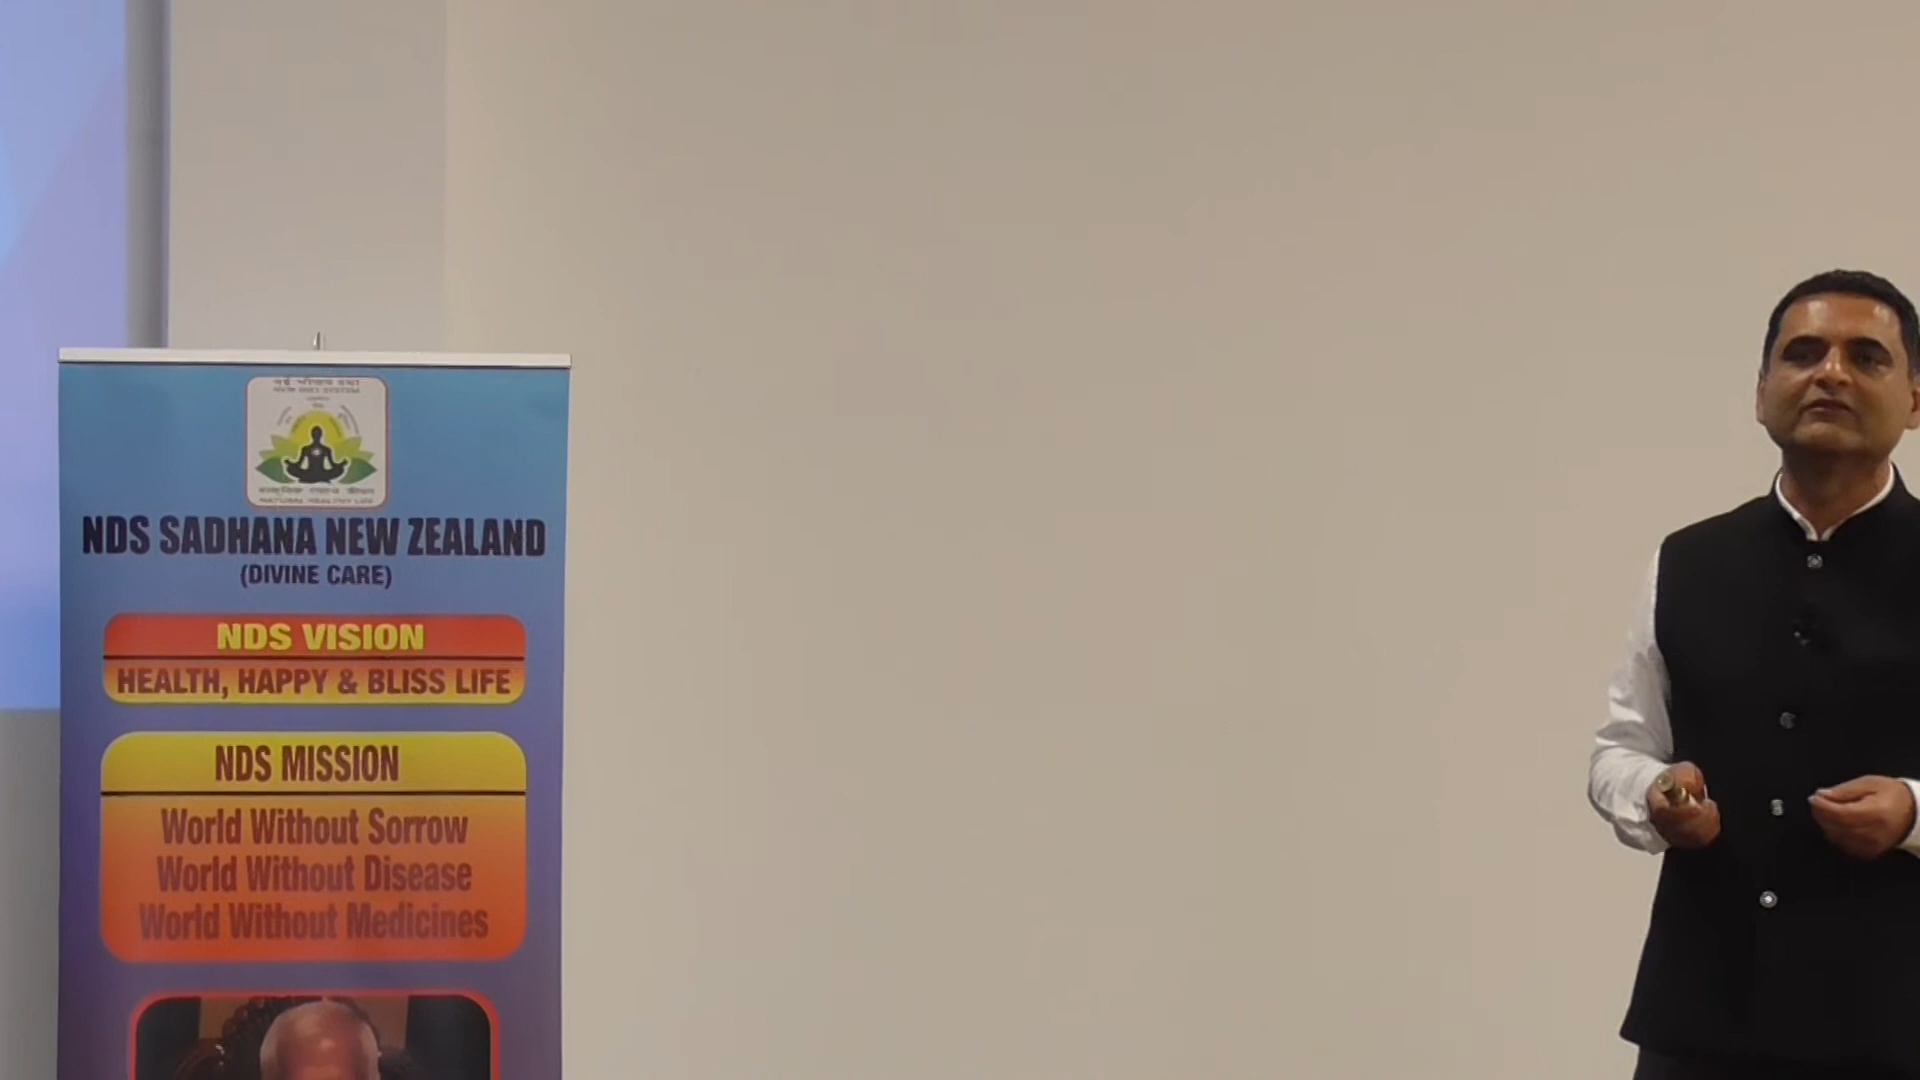 NDS SADHANA NEW ZEALAND
(DIVINE CARE)
NDS VISION
HEALTH, HAPPY & BLISS LIFE
NDS MISSION
World Without Sorrow
World Without Disease
World Without Medicines